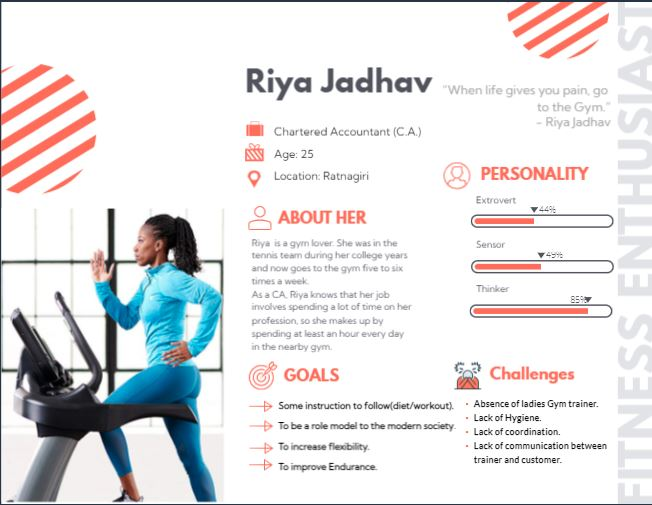 Riya Jadhav
"When life gives you pain, go
to the Gym."
- Riya Jadhav
Chartered Accountant (C.A.)
Age: 25
Location: Ratnagiri
ABOUT HER
Riya is a gym lover. She was in the
tennis team during her college years
and now goes to the gym five to six
times a week.
As a CA, Riya knows that her job
involves spending a lot of time on her
profession, so she makes up by
spending at least an hour every day
in the nearby gym.
PERSONALITY
Extrovert
44%
Sensor
49%
Thinker
85%
GOALS
Some instruction to follow(diet/workout).
To be a role model to the modern society.
To increase flexibility.
To improve Endurance.
Challenges
• Absence of ladies Gym trainer.
• Lack of Hygiene.
• Lack of coordination.
• Lack of communication between
trainer and customer.
FITNESS ENTHUSIAST